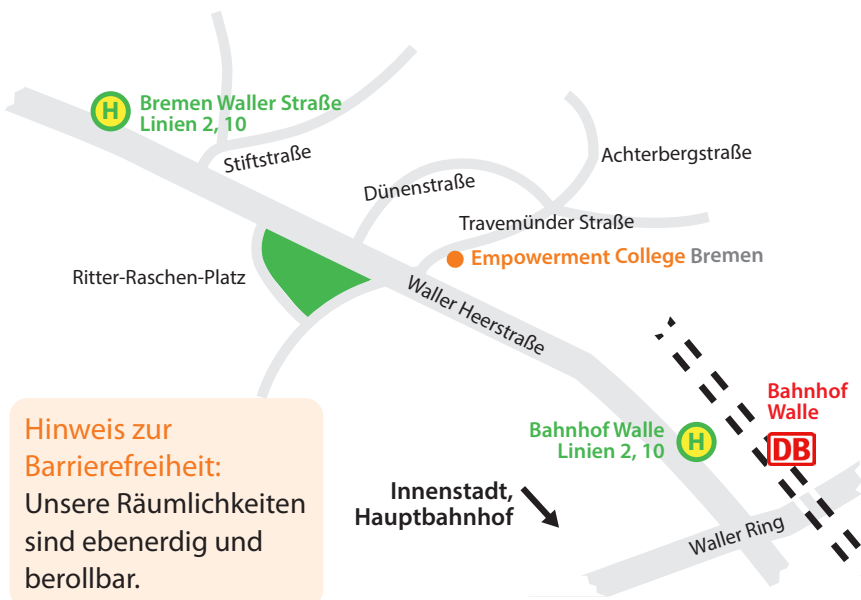 H
Bremen Waller Straße
Linien 2, 10
Stiftstraße
Achterbergstraße
Dünenstraße
Travemünder Straße
Empowerment College Bremen
Ritter-Raschen-Platz
Waller Heerstraße
Bahnhof
Walle
DB
Bahnhof Walle
Linien 2, 10
H
Innenstadt,
Hauptbahnhof
Waller Ring
Hinweis zur
Barrierefreiheit:
Unsere Räumlichkeiten
sind ebenerdig und
berollbar.